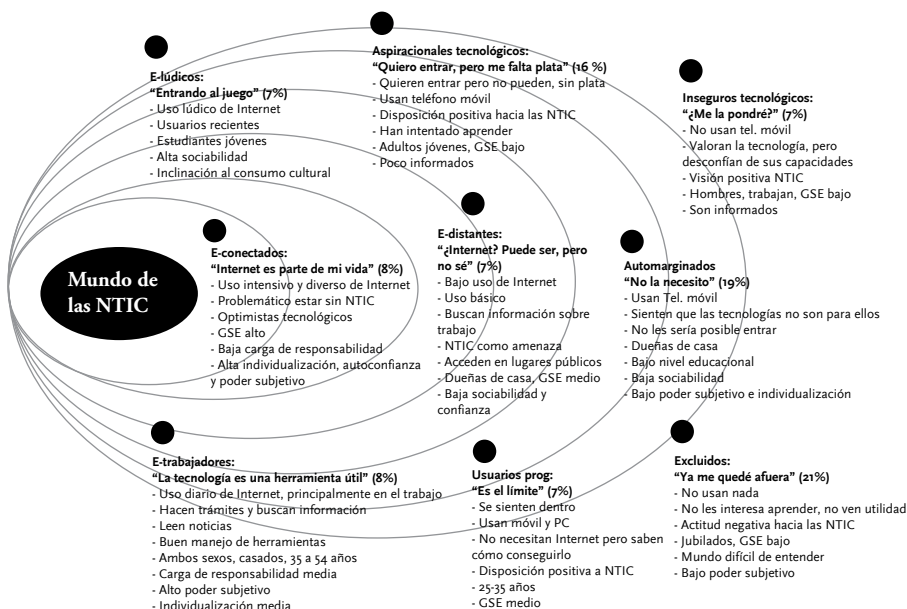 E-lúdicos:
“Entrando al juego” (7%)
- Uso lúdico de Internet
- Usuarios recientes
- Estudiantes jóvenes
- Alta sociabilidad
- Inclinación al consumo cultural
Aspiracionales tecnológicos:
“Quiero entrar, pero me falta plata” (16 %)
- Quieren entrar pero no pueden, sin plata
- Usan teléfono móvil
- Disposición positiva hacia las NTIC
- Han intentado aprender
- Adultos jóvenes, GSE bajo
- Poco informados
Inseguros tecnológicos:
“¿Me la pondré?” (7%)
- No usan tel. móvil
- Valoran la tecnología, pero
desconfían de sus capacidades
- Visión positiva NTIC
- Hombres, trabajan, GSE bajo
- Son informados
Mundo de
las NTIC
E-conectados:
“Internet es parte de mi vida” (8%)
- Uso intensivo y diverso de Internet
- Problemático estar sin NTIC
- Optimistas tecnológicos
- GSE alto
- Baja carga de responsabilidad
- Alta individualización, autoconfianza
y poder subjetivo
E-distantes:
“¿Internet? Puede ser, pero
no sé” (7%)
- Bajo uso de Internet
- Uso básico
- Buscan información sobre
trabajo
- NTIC como amenaza
- Acceden en lugares públicos
- Dueñas de casa, GSE medio
- Baja sociabilidad y
confianza
Automarginados
“No la necesito” (19%)
- Usan Tel. móvil
- Sienten que las tecnologías no son para ellos
- No les sería posible entrar
- Dueñas de casa
- Bajo nivel educacional
- Baja sociabilidad
- Bajo poder subjetivo e individualización
E-trabajadores:
“La tecnología es una herramienta útil” (8%)
- Uso diario de Internet, principalmente en el trabajo
- Hacen trámites y buscan información
- Leen noticias
- Buen manejo de herramientas
- Ambos sexos, casados, 35 a 54 años
- Carga de responsabilidad media
- Alto poder subjetivo
- Individualización media
Usuarios prog:
“Es el límite” (7%)
- Se sienten dentro
- Usan móvil y PC
- No necesitan Internet pero saben
cómo conseguirlo
- Disposición positiva a NTIC
- 25-35 años
- GSE medio
Excluidos:
“Ya me quedé afuera” (21%)
- No usan nada
- No les interesa aprender, no ven utilidad
- Actitud negativa hacia las NTIC
- Jubilados, GSE bajo
- Mundo difícil de entender
- Bajo poder subjetivo